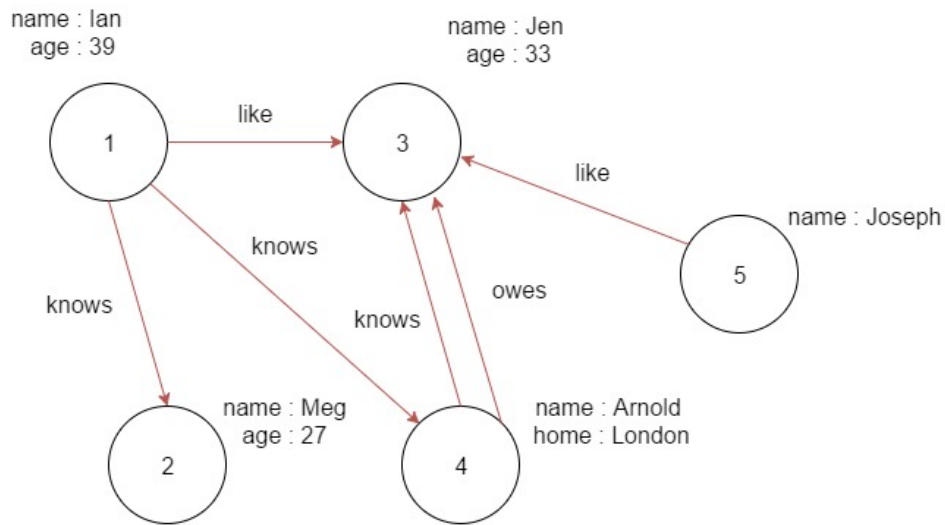 name : Ian
age : 39
name : Jen
age : 33
1
like
3
like
name : Joseph
5
knows
knows
knows
owes
name : Meg
age : 27
name : Arnold
home : London
2
4